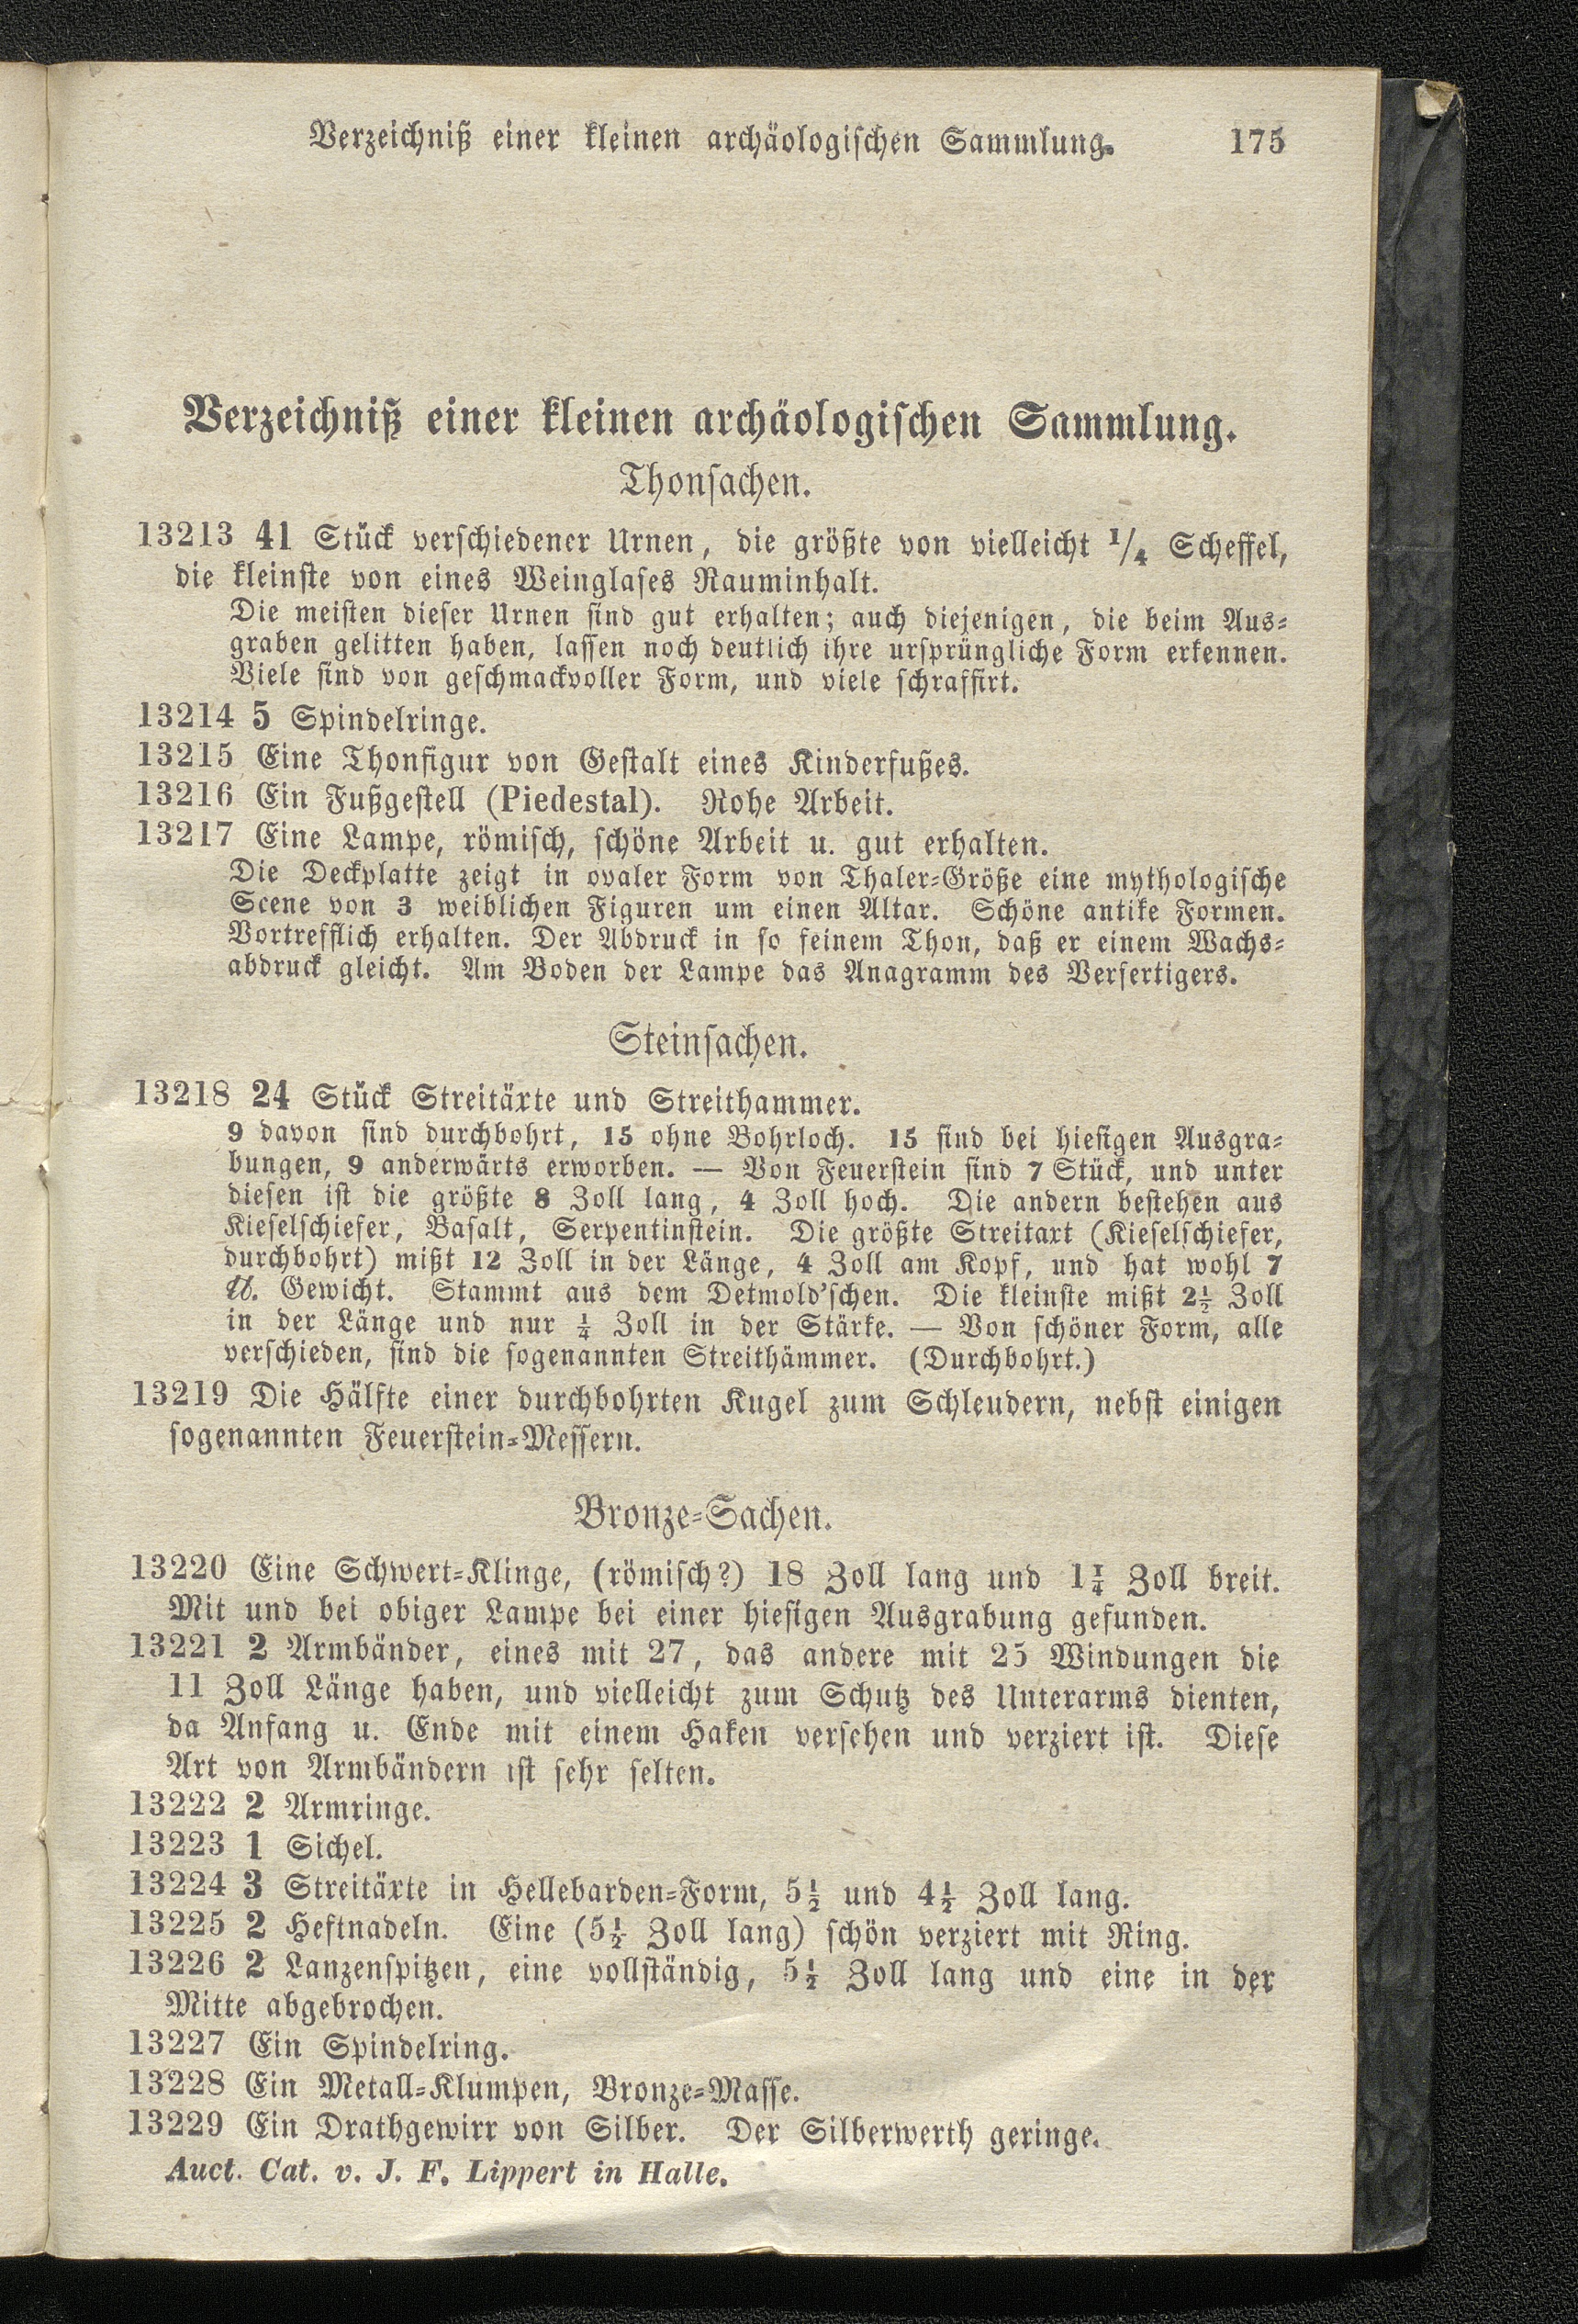 Verzeichniß einer kleinen archäologischen Sammlung. 175
Verzeichniß einer kleinen archäologischen Sammlung.
Thonsachen.
13213 41 Stück verschiedener Urnen, die größte von vielleicht 1/4 Scheffel,
die kleinste von eines Weinglases Rauminhalt.
Die meisten dieser Urnen sind gut erhalten; auch diejenigen, die beim Aus-
graben gelitten haben, lassen noch deutlich ihre ursprüngliche Form erkennen.
Viele sind von geschmackvoller Form, und viele schraffirt.
13214 5 Spindelringe.
13215 Eine Thonfigur von Gestalt eines Kinderfußes.
13216 Ein Fußgestell (Piedestal). Rohe Arbeit.
13217 Eine Lampe, römisch, schöne Arbeit u. gut erhalten.
Die Deckplatte zeigt in ovaler Form von Thaler-Größe eine mythologische
Scene von 3 weiblichen Figuren um einen Altar. Schöne antike Formen.
Vortrefflich erhalten. Der Abdruck in so feinem Thon, daß er einem Wachs-
abdruck gleicht. Am Boden der Lampe das Anagramm des Verfertigers.
Steinsachen.
13218 24 Stück Streitäxte und Streithammer.
9 davon sind durchbohrt, 15 ohne Bohrloch. 15 sind bei hiesigen Ausgra-
bungen, 9 anderwärts erworben. — Von Feuerstein sind 7 Stück, und unter
diesen ist die größte 8 Zoll lang, 4 Zoll hoch. Die andern bestehen aus
Kieselschiefer, Basalt, Serpentinstein. Die größte Streitaxt (Kieselschiefer,
durchbohrt) mißt 12 Zoll in der Länge, 4 Zoll am Kopf, und hat wohl 7
℔. Gewicht. Stammt aus dem Detmold'schen. Die kleinste mißt 2½ Zoll
in der Länge und nur ¼ Zoll in der Stärke. — Von schöner Form, alle
verschieden, sind die sogenannten Streithämmer. (Durchbohrt.)
13219 Die Hälfte einer durchbohrten Kugel zum Schleudern, nebst einigen
sogenannten Feuerstein-Messern.
Bronze-Sachen.
13220 Eine Schwert-Klinge, (römisch?) 18 Zoll lang und 1¼ Zoll breit.
Mit und bei obiger Lampe bei einer hiesigen Ausgrabung gefunden.
13221 2 Armbänder, eines mit 27, das andere mit 25 Windungen die
11 Zoll Länge haben, und vielleicht zum Schutz des Unterarms dienten,
da Anfang u. Ende mit einem Haken versehen und verziert ist. Diese
Art von Armbändern ist sehr selten.
13222 2 Armringe.
13223 1 Sichel.
13224 3 Streitäxte in Hellebarden-Form, 5½ und 4½ Zoll lang.
13225 2 Heftnadeln. Eine (5½ Zoll lang) schön verziert mit Ring.
13226 2 Lanzenspitzen, eine vollständig, 5½ Zoll lang und eine in der
Mitte abgebrochen.
13227 Ein Spindelring.
13228 Ein Metall-Klumpen, Bronze-Masse.
13229 Ein Drathgewirr von Silber. Der Silberwerth geringe.
Auct. Cat. v. J. F. Lippert in Halle.